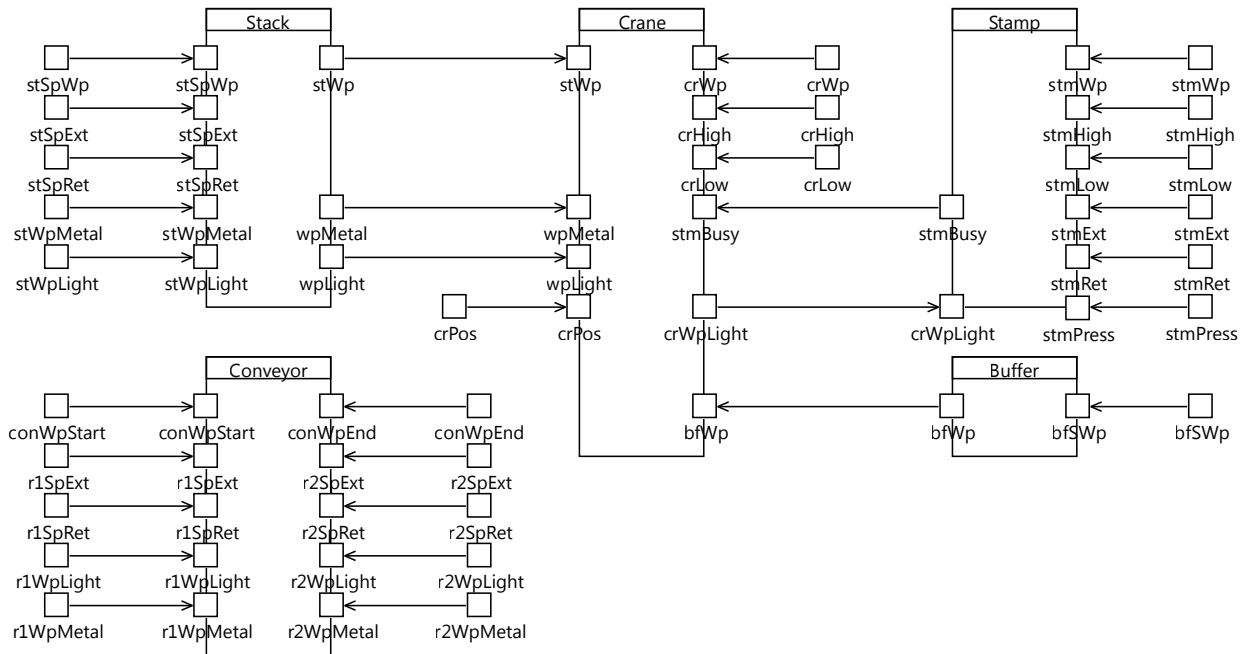 Stack Crane Stamp
stSpWp stSpWp stWp stWp crWp crWp stmWp stmWp
stSpExt stSpExt crHigh crHigh stmHigh stmHigh
stSpRet stSpRet crLow crLow stmLow stmLow
stWpMetal stWpMetal wpMetal wpMetal stmBusy stmBusy stmExt stmExt
stWpLight stWpLight wpLight wpLight stmRet stmRet
crPos crPos crWpLight crWpLight stmPress stmPress
Conveyor Buffer
conWpStart conWpStart conWpEnd conWpEnd bfWp bfWp bfSWp bfSWp
r1SpExt r1SpExt r2SpExt r2SpExt
r1SpRet r1SpRet r2SpRet r2SpRet
r1WpLight r1WpLight r2WpLight r2WpLight
r1WpMetal r1WpMetal r2WpMetal r2WpMetal